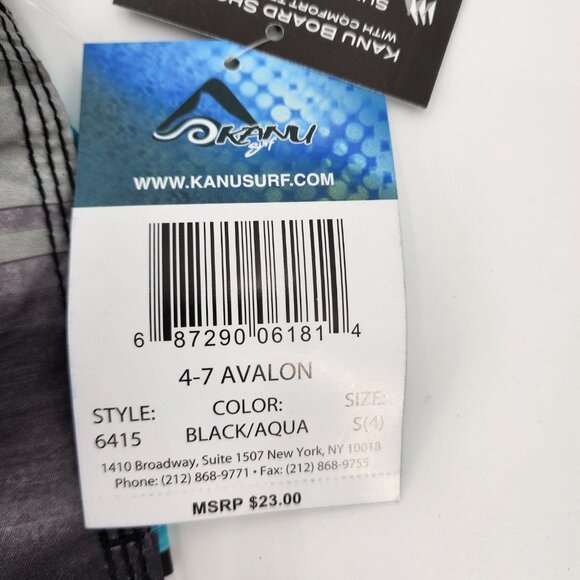 KANU BOARD SHO
WITH COMFORT
KANU
Surf
WWW.KANUSURF.COM
6 87290 06181 4
4-7 AVALON
STYLE: COLOR: SIZE:
6415 BLACK/AQUA S(4)
1410 Broadway, Suite 1507 New York, NY 10018
Phone: (212) 868-9771 • Fax: (212) 868-9755
MSRP $23.00